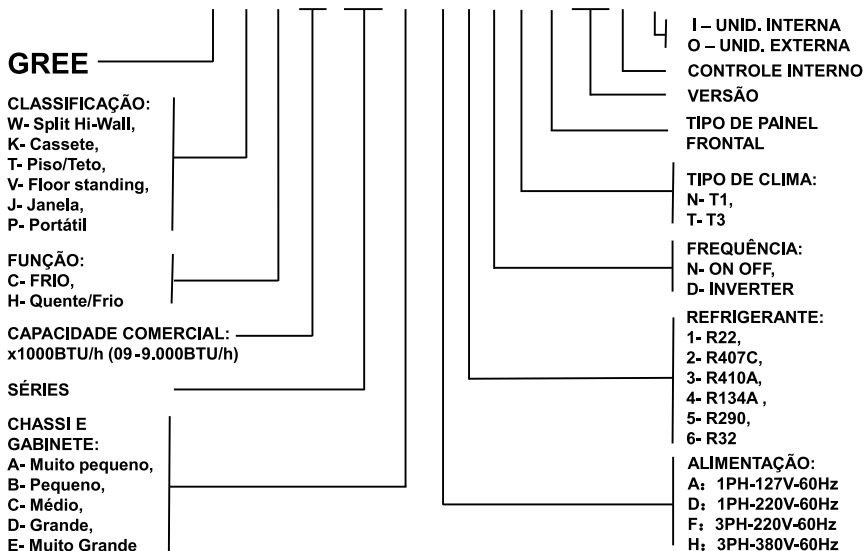 GREE
CLASSIFICAÇÃO:
W- Split Hi-Wall,
K- Cassete,
T- Piso/Teto,
V- Floor standing,
J- Janela,
P- Portátil
FUNÇÃO:
C- FRIO,
H- Quente/Frio
CAPACIDADE COMERCIAL:
x1000BTU/h (09-9.000BTU/h)
SÉRIES
CHASSI E
GABINETE:
A- Muito pequeno,
B- Pequeno,
C- Médio,
D- Grande,
E- Muito Grande
I – UNID. INTERNA
O – UNID. EXTERNA
CONTROLE INTERNO
VERSÃO
TIPO DE PAINEL
FRONTAL
TIPO DE CLIMA:
N- T1,
T- T3
FREQUÊNCIA:
N- ON OFF,
D- INVERTER
REFRIGERANTE:
1- R22,
2- R407C,
3- R410A,
4- R134A ,
5- R290,
6- R32
ALIMENTAÇÃO:
A: 1PH-127V-60Hz
D: 1PH-220V-60Hz
F: 3PH-220V-60Hz
H: 3PH-380V-60Hz